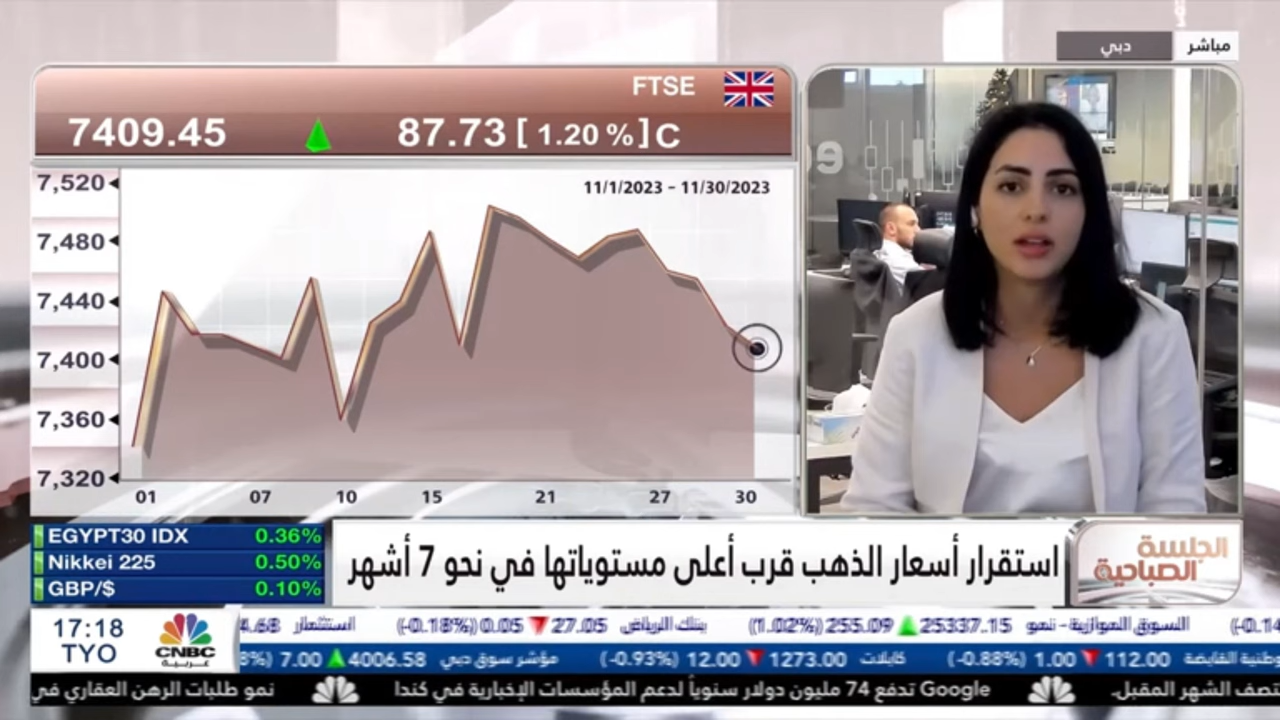 مباشر
دبي
FTSE
7409.45 87.73 [ 1.20 % ] C
11/1/2023 - 11/30/2023
7,520
7,480
7,440
7,400
7,360
7,320
01 07 10 15 21 27 30
الجلسة
الصباحية
استقرار أسعار الذهب قرب أعلى مستوياتها في نحو 7 أشهر
EGYPT30 IDX 0.36%
Nikkei 225 0.50%
GBP/$ 0.10%
17:18
TYO
CNBC
عربية
السوق الموازية - نمو 25337.15 255.09 (1.02%) بنك الرياض 27.05 0.05 (-0.18%) استثمار
112.00 1.00 (-0.88%) كابلات 1273.00 12.00 (-0.93%) مؤشر سوق دبي 4006.58 7.00
نصف الشهر المقبل. Google تدفع 74 مليون دولار سنوياً لدعم المؤسسات الإخبارية في كندا نمو طلبات الرهن العقاري في